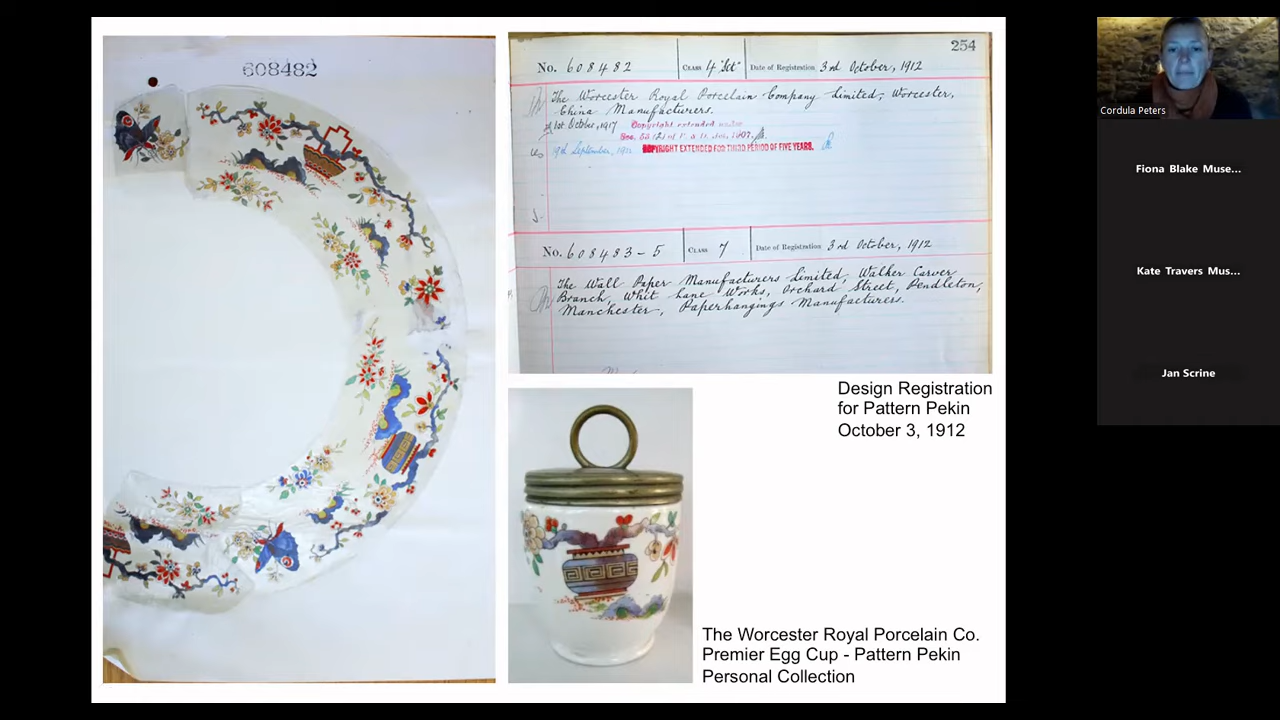 608482
254
No. 608482 Class 4 "Set" Date of Registration 3rd October, 1912
The Worcester Royal Porcelain Company Limited, Worcester,
China Manufacturers.
1st October, 1917 Copyright extended under
COPYRIGHT EXTENDED FOR THIRD PERIOD OF FIVE YEARS.
No. 608483-5 Class 7 Date of Registration 3rd October, 1912
The Wall Paper Manufacturers Limited, Walker Carver
Branch, Whit Lane Works, Orchard Street, Pendleton,
Manchester, Paperhangings Manufacturers.
Design Registration
for Pattern Pekin
October 3, 1912
The Worcester Royal Porcelain Co.
Premier Egg Cup - Pattern Pekin
Personal Collection
Cordula Peters
Fiona Blake Muse...
Kate Travers Mus...
Jan Scrine